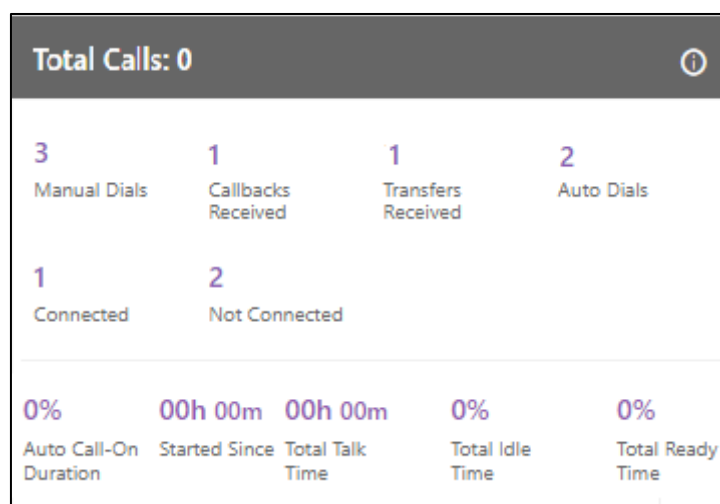 Total Calls: 0
3 1 1 2
Manual Dials Callbacks Transfers Auto Dials
Received Received
1 2
Connected Not Connected
0% 00h 00m 00h 00m 0% 0%
Auto Call-On Started Since Total Talk Total Idle Total Ready
Duration Time Time Time